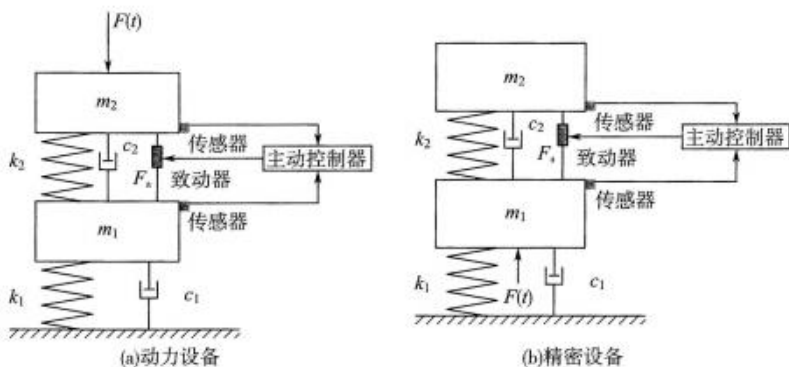 F(t)
m₂
c₂
k₂
传感器
主动控制器
Fₐ 致动器
传感器
m₁
k₁
c₁
(a)动力设备
m₂
c₂
k₂
传感器
主动控制器
Fₐ 致动器
传感器
m₁
k₁
F(t)
c₁
(b)精密设备